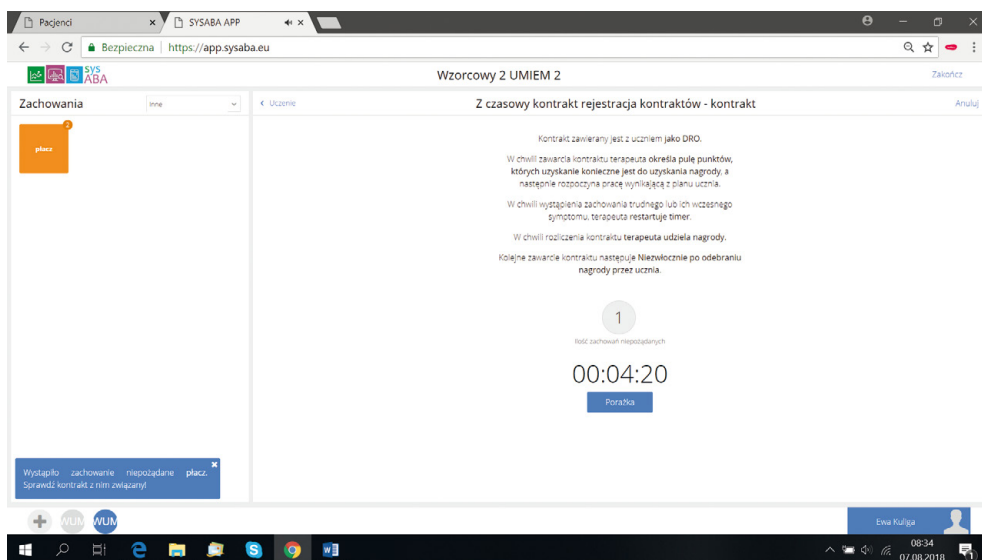 Pacjenci
SYSABA APP
Bezpieczna
https://app.sysaba.eu
SYS
ABA
Wzorcowy 2 UMIEM 2
Zakończ
Zachowania
Inne
Uczenie
Z czasowy kontrakt rejestracja kontraktów - kontrakt
Anuluj
2
płacz
Kontrakt zawierany jest z uczniem jako DRO.
W chwili zawarcia kontraktu terapeuta określa pulę punktów,
których uzyskanie konieczne jest do uzyskania nagrody, a
następnie rozpoczyna pracę wynikającą z planu ucznia.
W chwili wystąpienia zachowania trudnego lub ich wczesnego
symptomu, terapeuta restartuje timer.
W chwili rozliczenia kontraktu terapeuta udziela nagrody.
Kolejne zawarcie kontraktu następuje Niezwłocznie po odebraniu
nagrody przez ucznia.
1
Ilość zachowań niepożądanych
00:04:20
Porażka
Wystąpiło zachowanie niepożądane płacz.
Sprawdź kontrakt z nim związany!
WUM
WUM
Ewa Kuliga
08:34
07.08.2018